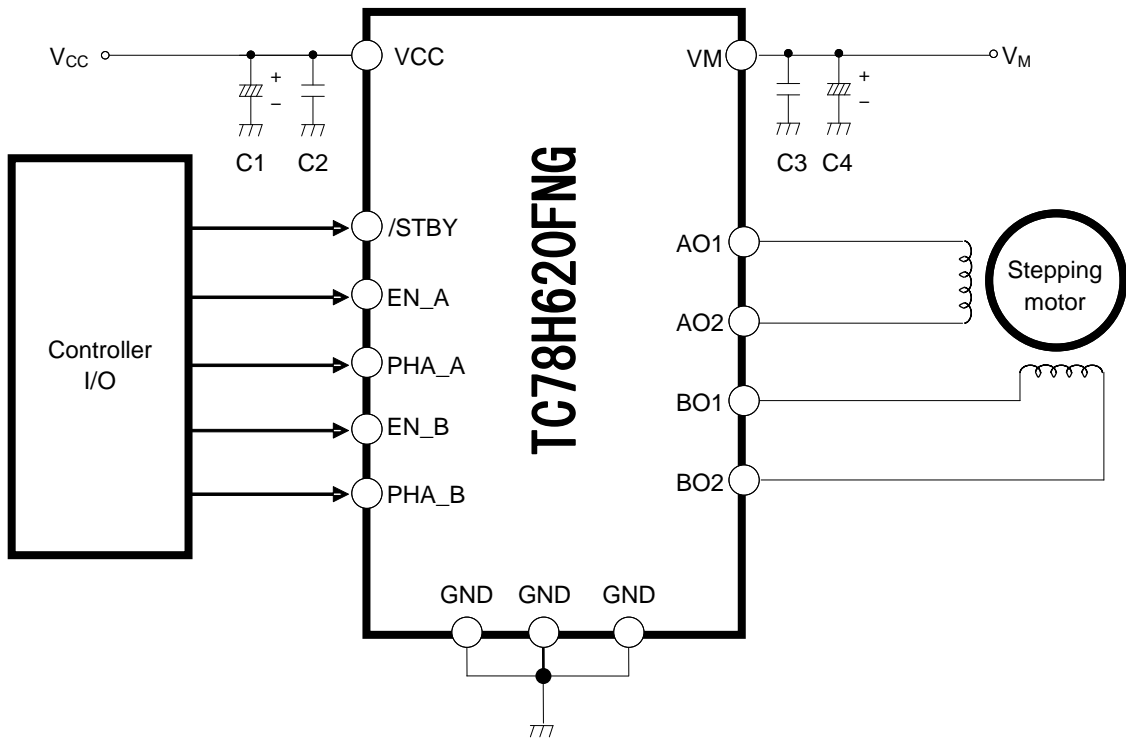 VCC
VCC
VM
VM
+
−
+
−
C1
C2
C3
C4
TC78H620FNG
/STBY
EN_A
PHA_A
EN_B
PHA_B
Controller
I/O
AO1
AO2
BO1
BO2
Stepping
motor
GND
GND
GND